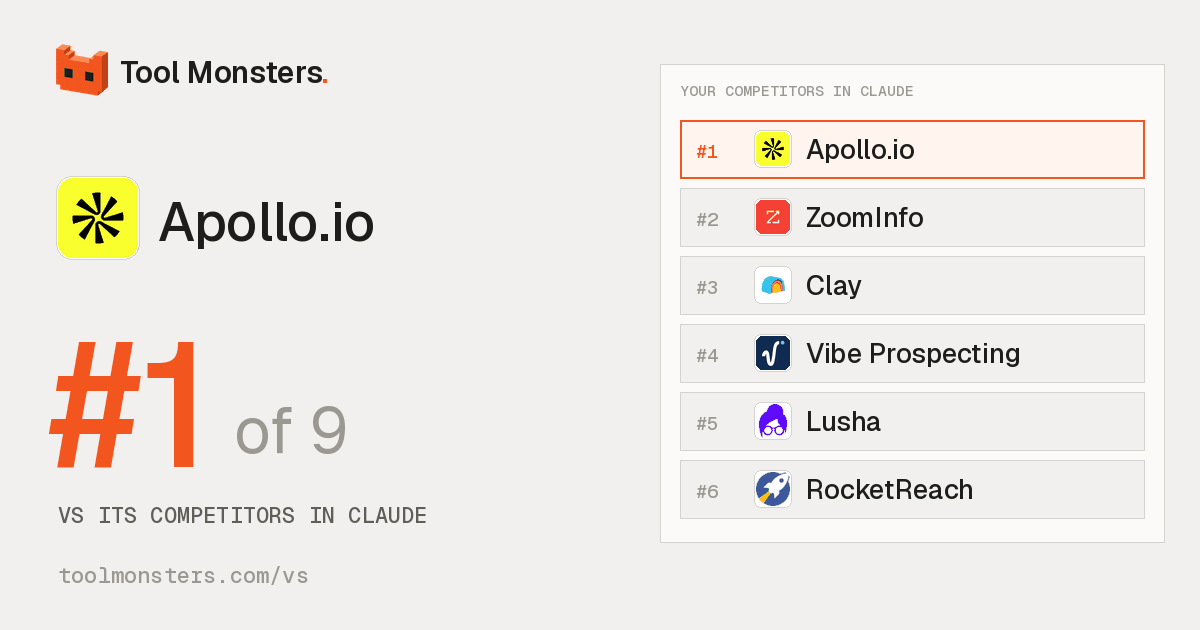 Tool Monsters.
Apollo.io
#1 of 9
VS ITS COMPETITORS IN CLAUDE
toolmonsters.com/vs
YOUR COMPETITORS IN CLAUDE
#1 Apollo.io
#2 ZoomInfo
#3 Clay
#4 Vibe Prospecting
#5 Lusha
#6 RocketReach